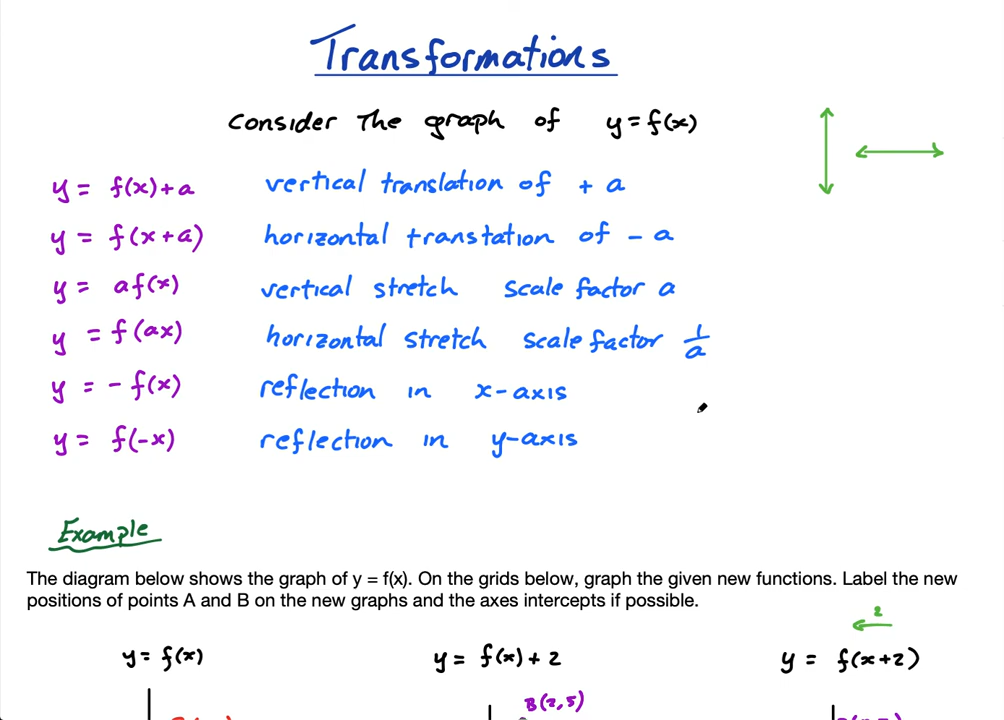 Transformations
Consider the graph of y = f(x)
y = f(x) + a vertical translation of + a
y = f(x + a) horizontal transtation of - a
y = a f(x) vertical stretch scale factor a
y = f(ax) horizontal stretch scale factor 1/a
y = - f(x) reflection in x-axis
y = f(-x) reflection in y-axis
Example
The diagram below shows the graph of y = f(x). On the grids below, graph the given new functions. Label the new
positions of points A and B on the new graphs and the axes intercepts if possible.
2
y = f(x) y = f(x) + 2 y = f(x+2)
B(2,5)